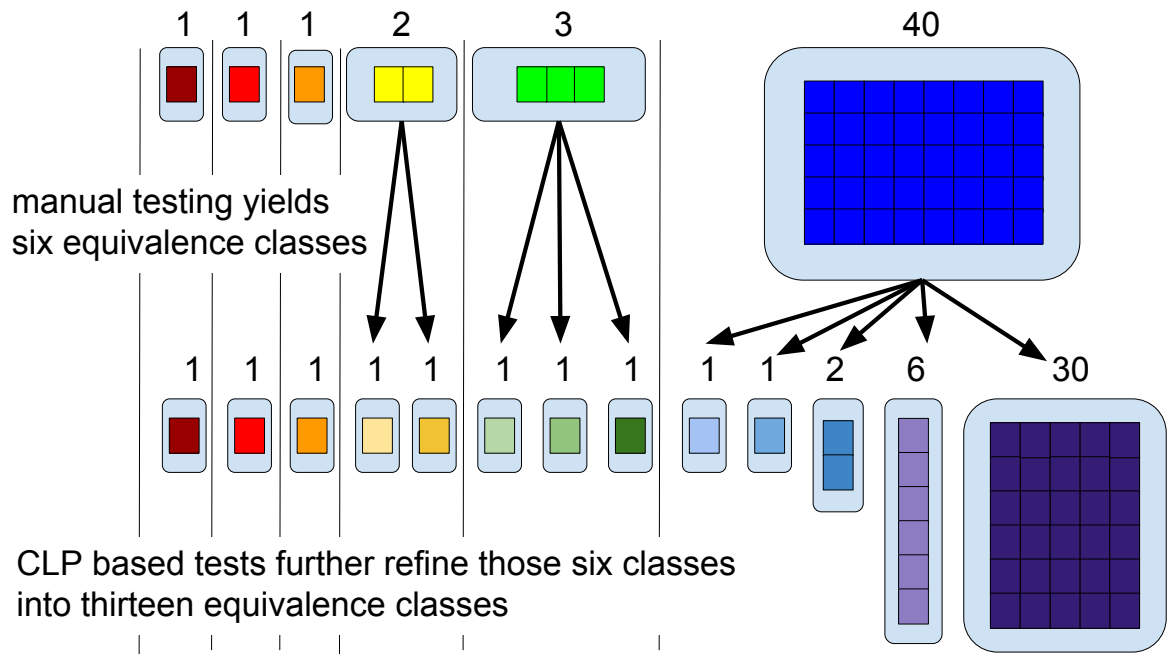 1 1 1 2 3 40
manual testing yields
six equivalence classes
1 1 1 1 1 1 1 1 1 1 2 6 30
CLP based tests further refine those six classes
into thirteen equivalence classes